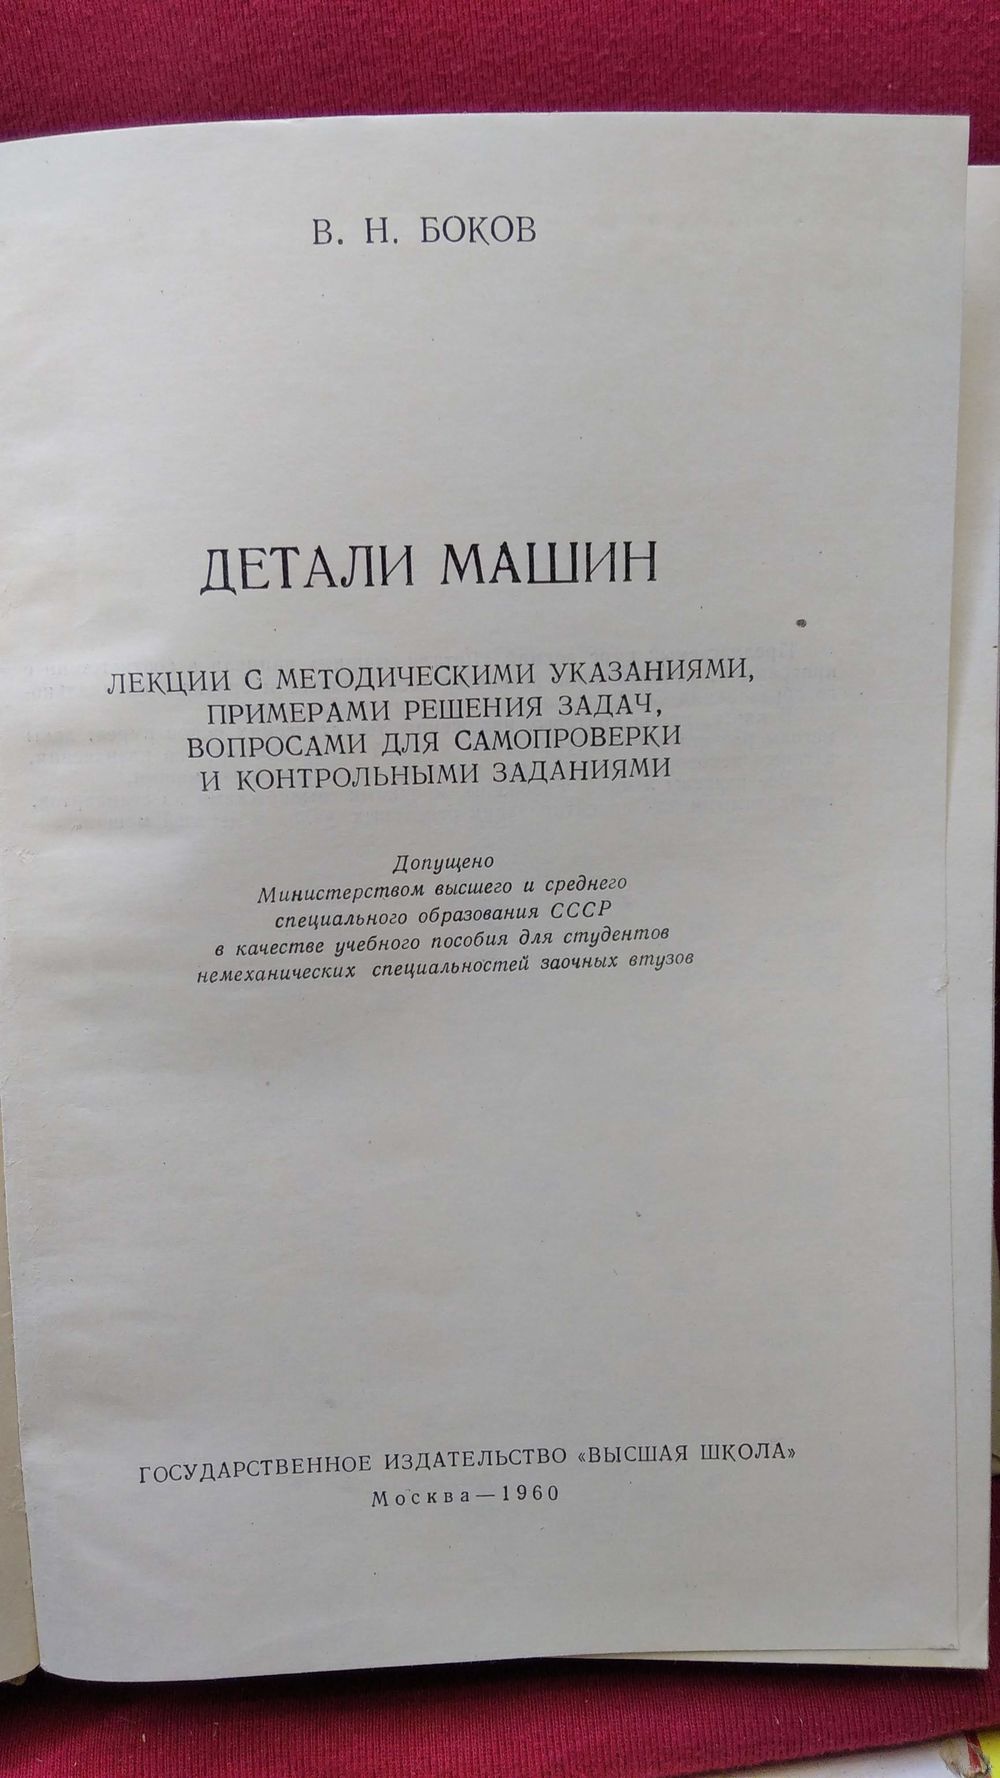 В. Н. БОКОВ
ДЕТАЛИ МАШИН
ЛЕКЦИИ С МЕТОДИЧЕСКИМИ УКАЗАНИЯМИ,
ПРИМЕРАМИ РЕШЕНИЯ ЗАДАЧ,
ВОПРОСАМИ ДЛЯ САМОПРОВЕРКИ
И КОНТРОЛЬНЫМИ ЗАДАНИЯМИ
Допущено
Министерством высшего и среднего
специального образования СССР
в качестве учебного пособия для студентов
немеханических специальностей заочных втузов
ГОСУДАРСТВЕННОЕ ИЗДАТЕЛЬСТВО «ВЫСШАЯ ШКОЛА»
Москва—1960